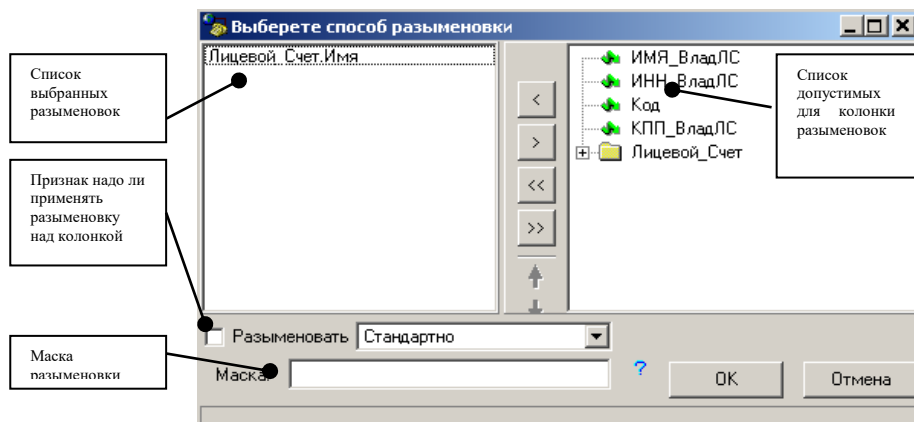 Выберете способ разыменовки
Список
выбранных
разыменовок
Признак надо ли
применять
разыменовку
над колонкой
Маска
разыменовки
Лицевой_Счет.Имя
<
>
<<
>>
ИМЯ_ВладЛС
ИНН_ВладЛС
Код
КПП_ВладЛС
Лицевой_Счет
Список
допустимых
для колонки
разыменовок
Разыменовать Стандартно
Маска: ?
OK Отмена